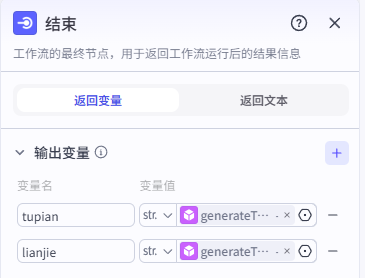 结束
工作流的最终节点，用于返回工作流运行后的结果信息
返回变量 返回文本
输出变量
变量名 变量值
tupian str. generateT··· -
lianjie str. generateT··· -